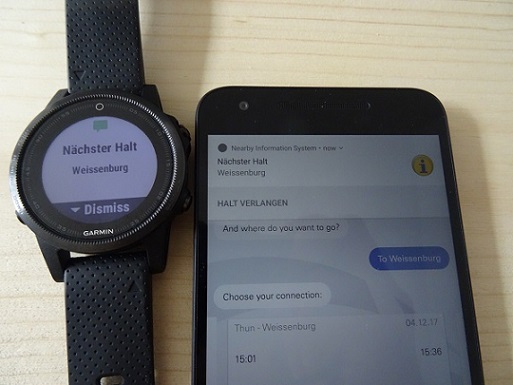 Nächster Halt
Weissenburg
Dismiss
GARMIN
Nearby Information System • now
Nächster Halt
Weissenburg
HALT VERLANGEN
And where do you want to go?
To Weissenburg
Choose your connection:
Thun - Weissenburg 04.12.17
15:01 15:36